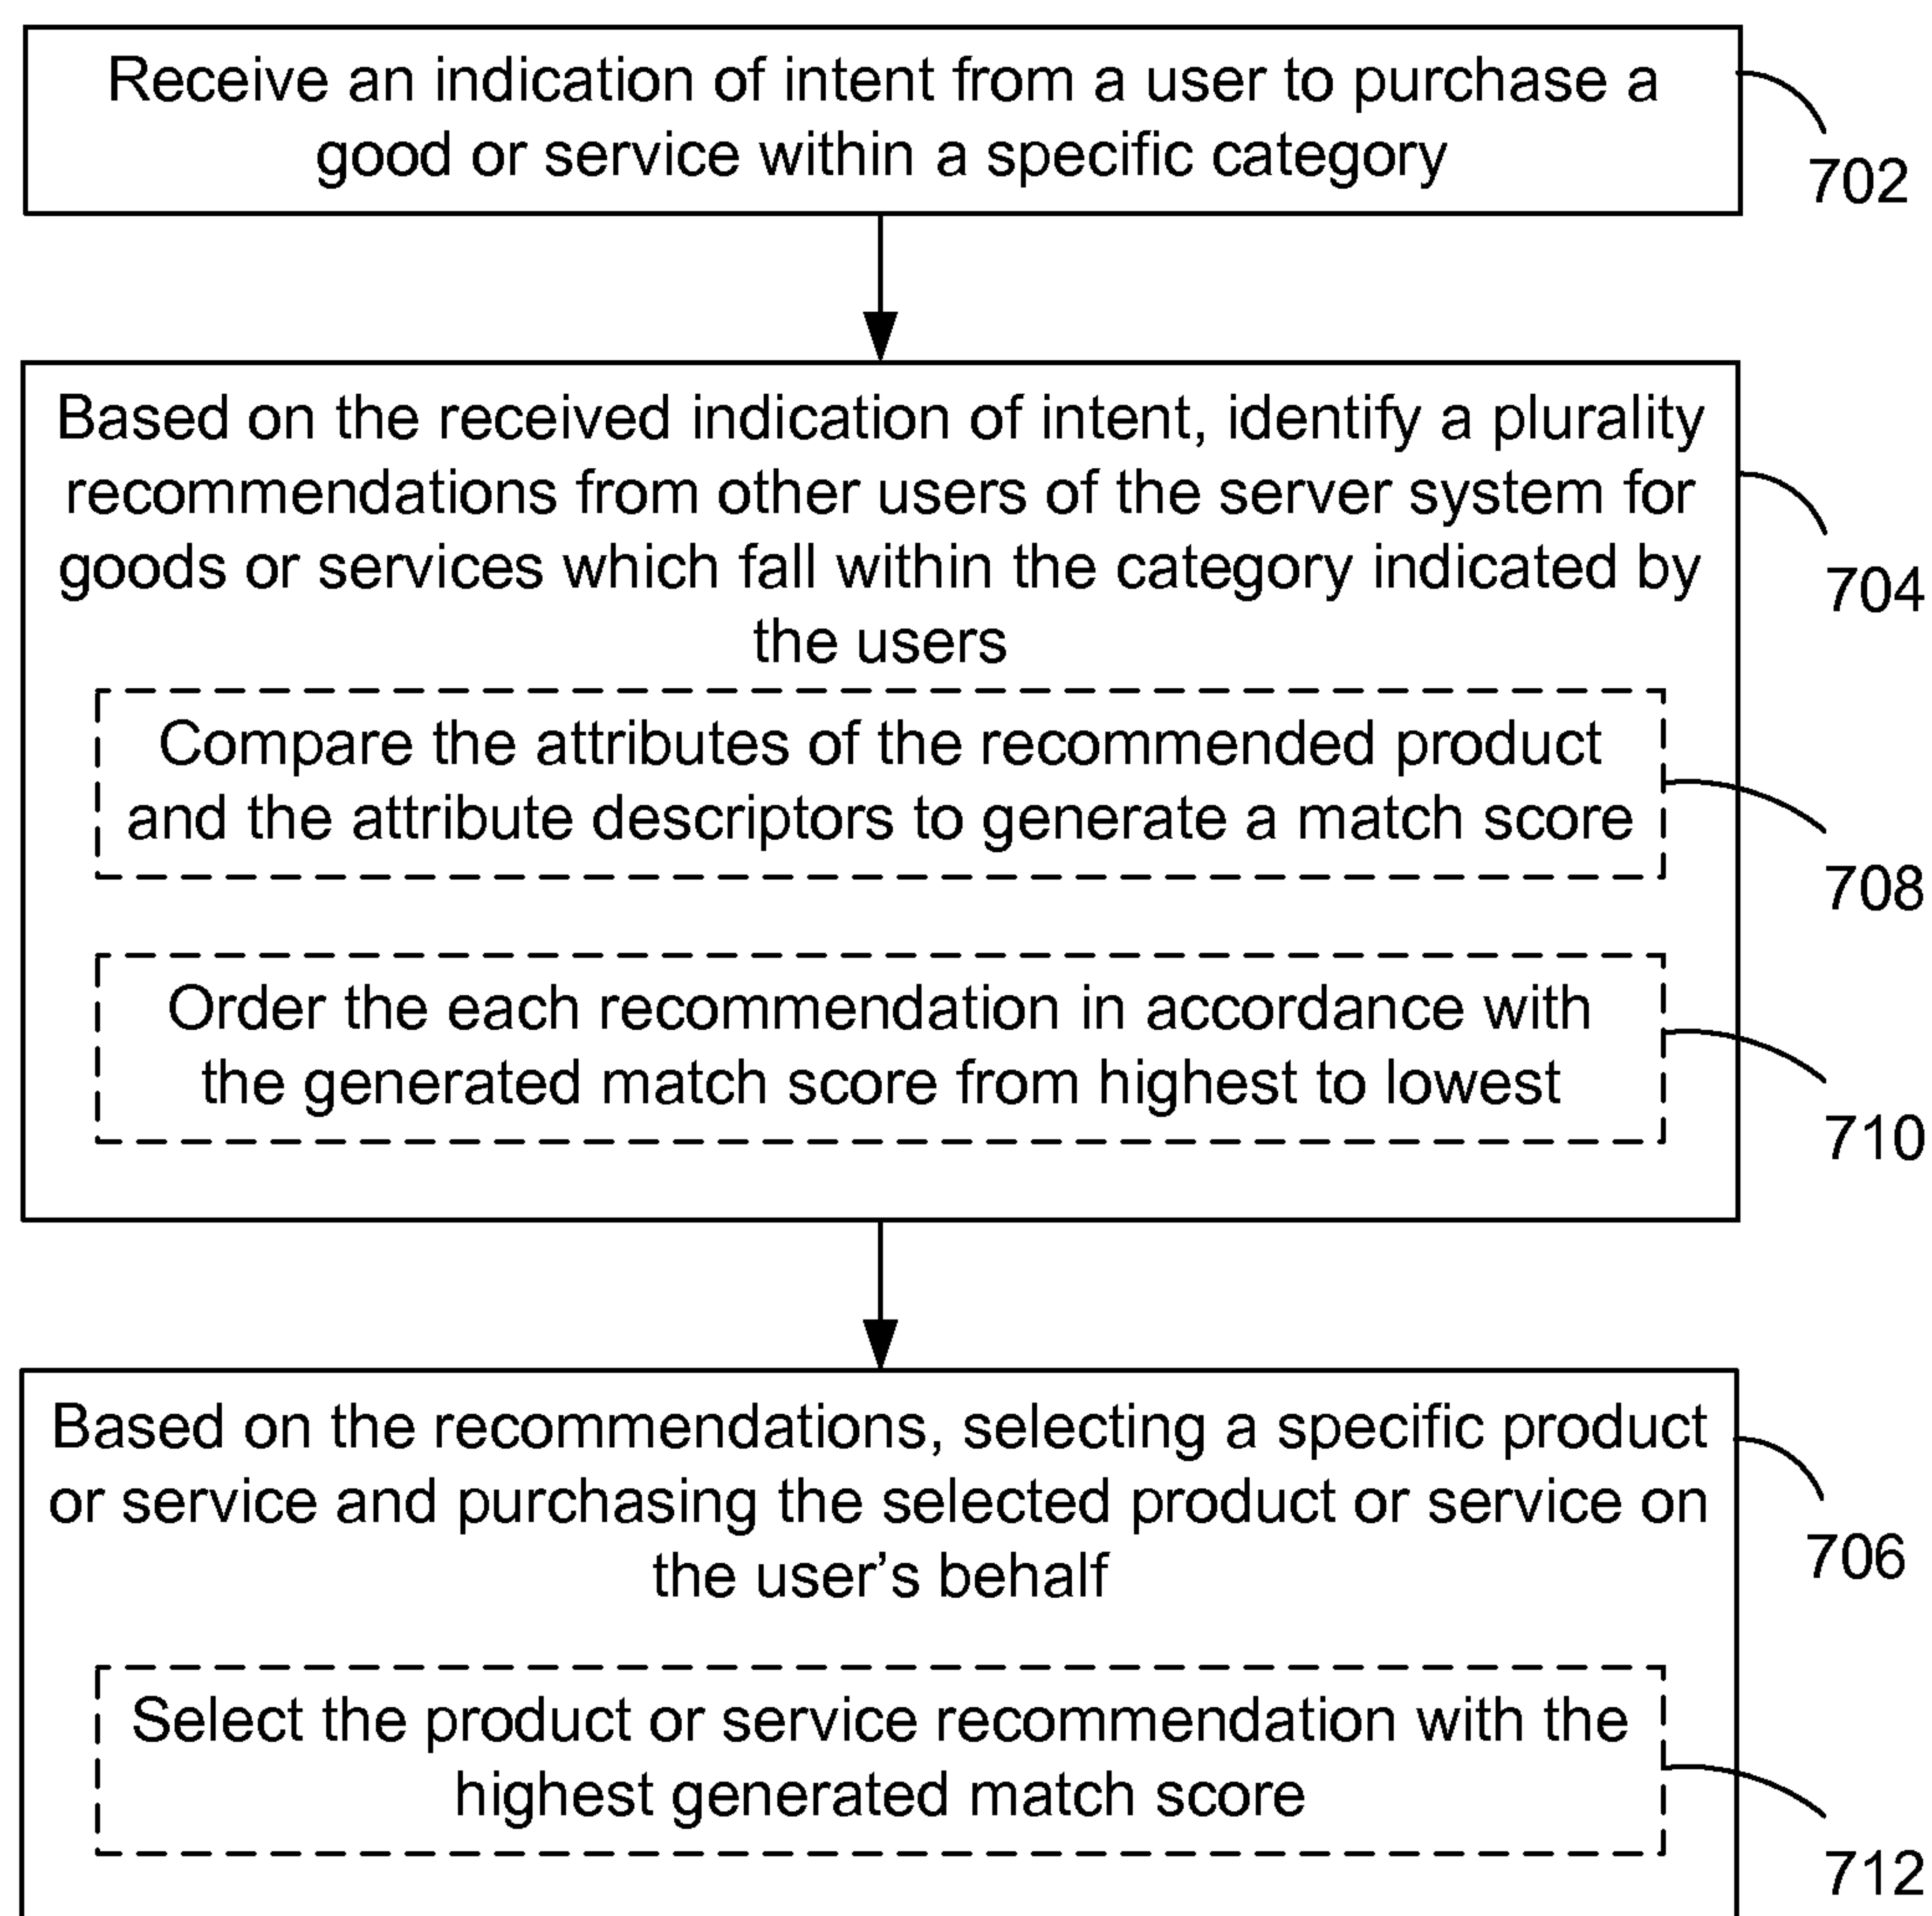 Receive an indication of intent from a user to purchase a
good or service within a specific category
702
Based on the received indication of intent, identify a plurality
recommendations from other users of the server system for
goods or services which fall within the category indicated by
the users
704
Compare the attributes of the recommended product
and the attribute descriptors to generate a match score
708
Order the each recommendation in accordance with
the generated match score from highest to lowest
710
Based on the recommendations, selecting a specific product
or service and purchasing the selected product or service on
the user’s behalf
706
Select the product or service recommendation with the
highest generated match score
712